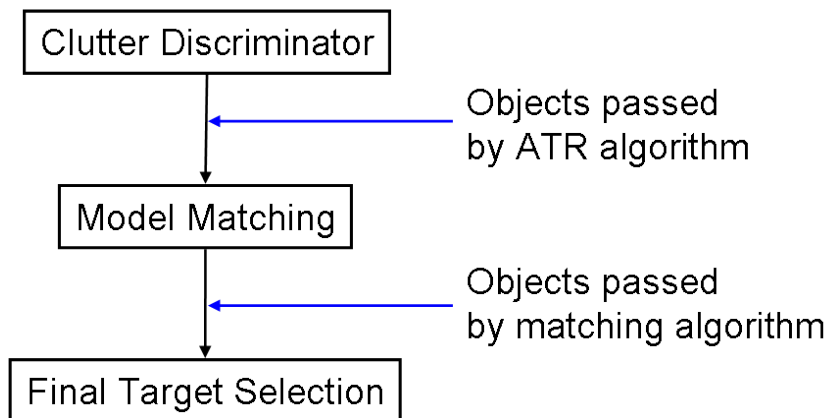 Clutter Discriminator
Objects passed
by ATR algorithm
Model Matching
Objects passed
by matching algorithm
Final Target Selection